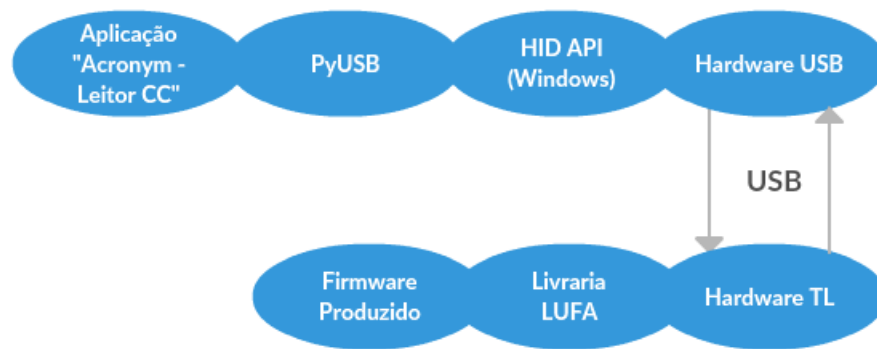 Aplicação
"Acronym -
Leitor CC"
PyUSB
HID API
(Windows)
Hardware USB
USB
Firmware
Produzido
Livraria
LUFA
Hardware TL